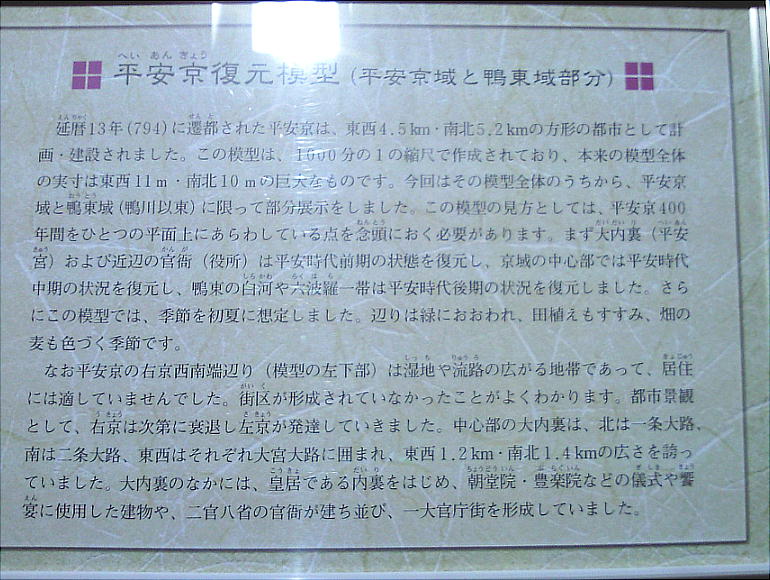 平安京復元模型(平安京域と鴨東域部分)
延暦13年(794)に遷都された平安京は、東西4.5km・南北5.2kmの方形の都市として計
画・建設されました。この模型は、1000分の1の縮尺で作成されており、本来の模型全体
の実寸は東西11m・南北10mの巨大なものです。今回はその模型全体のうちから、平安京
域と鴨東域(鴨川以東)に限って部分展示をしました。この模型の見方としては、平安京400
年間をひとつの平面上にあらわしている点を念頭におく必要があります。まず大内裏(平安
宮)および近辺の官衙(役所)は平安時代前期の状態を復元し、京域の中心部では平安時代
中期の状況を復元し、鴨東の白河や六波羅一帯は平安時代後期の状況を復元しました。さら
にこの模型では、季節を初夏に想定しました。辺りは緑におおわれ、田植えもすすみ、畑の
麦も色づく季節です。
なお平安京の右京西南端辺り(模型の左下部)は湿地や流路の広がる地帯であって、居住
には適していませんでした。街区が形成されていなかったことがよくわかります。都市景観
として、右京は次第に衰退し左京が発達していきました。中心部の大内裏は、北は一条大路、
南は二条大路、東西はそれぞれ大宮大路に囲まれ、東西1.2km・南北1.4kmの広さを誇っ
ていました。大内裏のなかには、皇居である内裏をはじめ、朝堂院・豊楽院などの儀式や饗
宴に使用した建物や、二官八省の官衙が建ち並び、一大官庁街を形成していました。